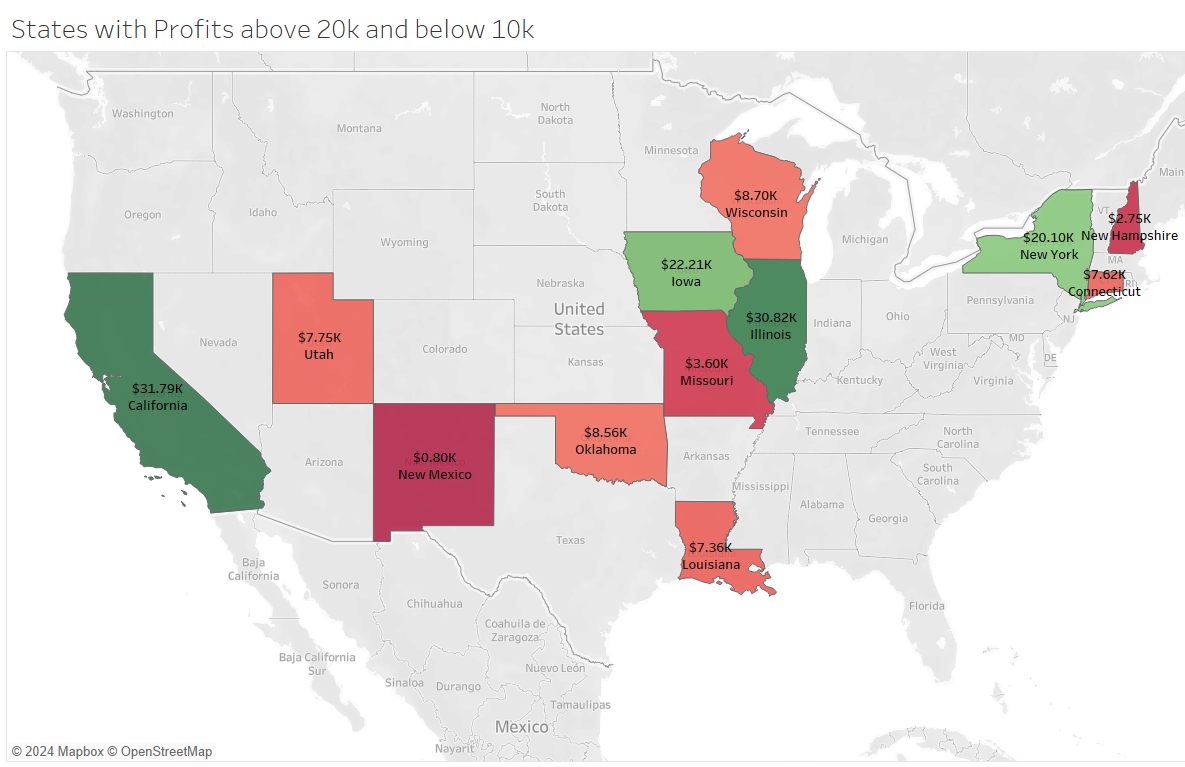 States with Profits above 20k and below 10k
Washington
Montana
North
Dakota
Minnesota
Oregon
Idaho
Wyoming
South
Dakota
$8.70K
Wisconsin
Michigan
VT
Main
$2.75K
New Hampshire
$20.10K
New York
MA
$7.62K
RI
Connecticut
$22.21K
Iowa
Nebraska
United
States
Nevada
$7.75K
Utah
Colorado
Kansas
$30.82K
Illinois
Indiana
Ohio
Pennsylvania
NJ
MD
DE
West
Virginia
Virginia
Kentucky
$3.60K
Missouri
$31.79K
California
Arizona
$0.80K
New Mexico
$8.56K
Oklahoma
Arkansas
Tennessee
North
Carolina
South
Carolina
Mississippi
Alabama
Georgia
Texas
$7.36K
Louisiana
Florida
Baja
California
Sonora
Chihuahua
Coahuila de
Zaragoza
Baja California
Sur
Sinaloa
Durango
Nuevo León
Tamaulipas
Mexico
Nayarit
© 2024 Mapbox © OpenStreetMap